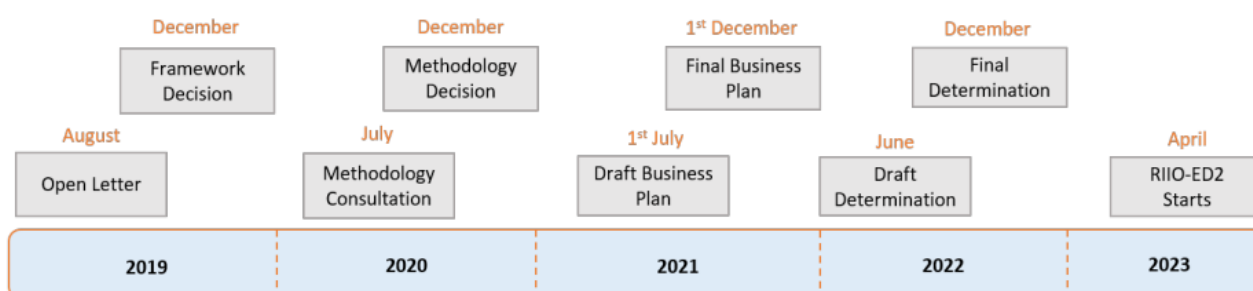 December
Framework
Decision
December
Methodology
Decision
1st December
Final Business
Plan
December
Final
Determination
August
Open Letter
July
Methodology
Consultation
1st July
Draft Business
Plan
June
Draft
Determination
April
RIIO-ED2
Starts
2019
2020
2021
2022
2023